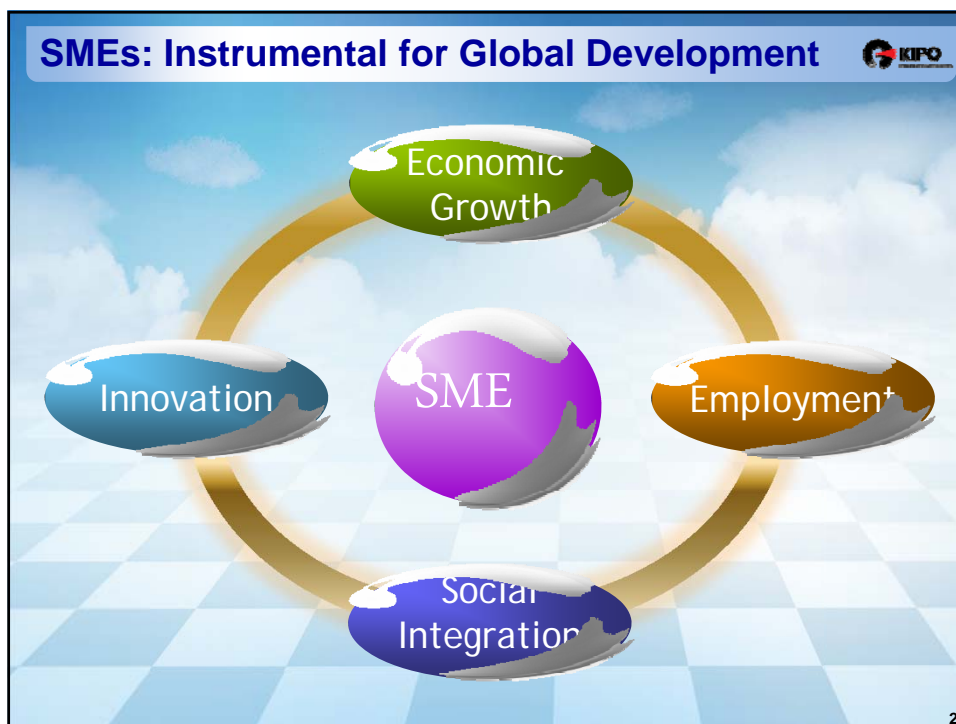 SMEs: Instrumental for Global Development
KIPO
Economic
Growth
Innovation
SME
Employment
Social
Integration
2